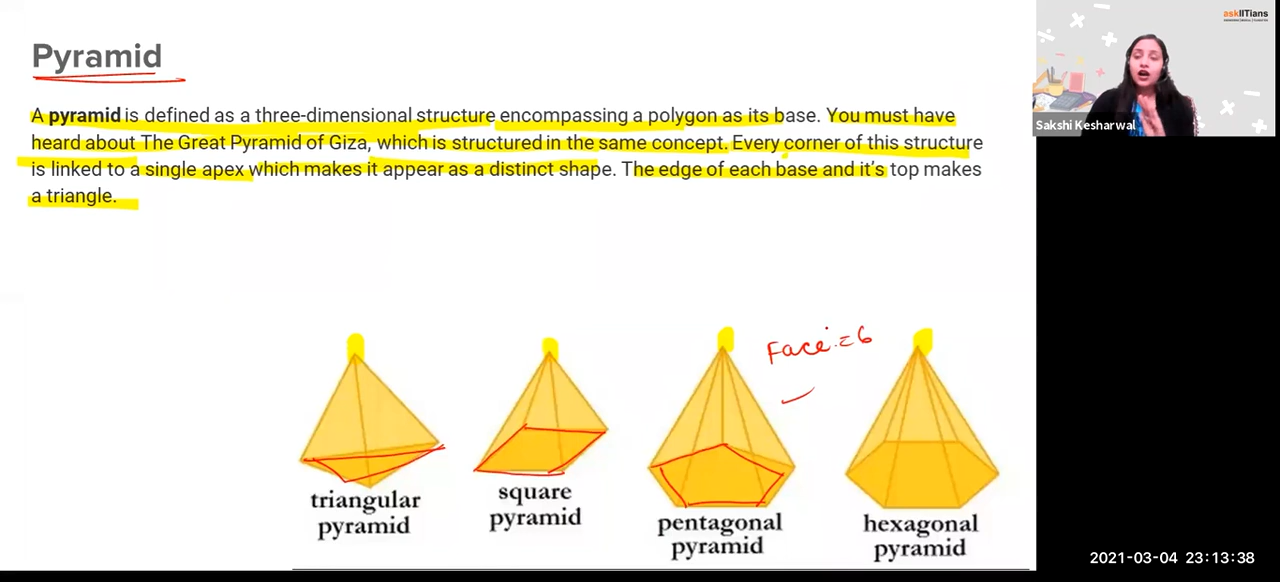 Pyramid
A pyramid is defined as a three-dimensional structure encompassing a polygon as its base. You must have
heard about The Great Pyramid of Giza, which is structured in the same concept. Every corner of this structure
is linked to a single apex which makes it appear as a distinct shape. The edge of each base and it's top makes
a triangle.
Face = 6
triangular
pyramid
square
pyramid
pentagonal
pyramid
hexagonal
pyramid
askIITians
Sakshi Kesharwal
2021-03-04 23:13:38